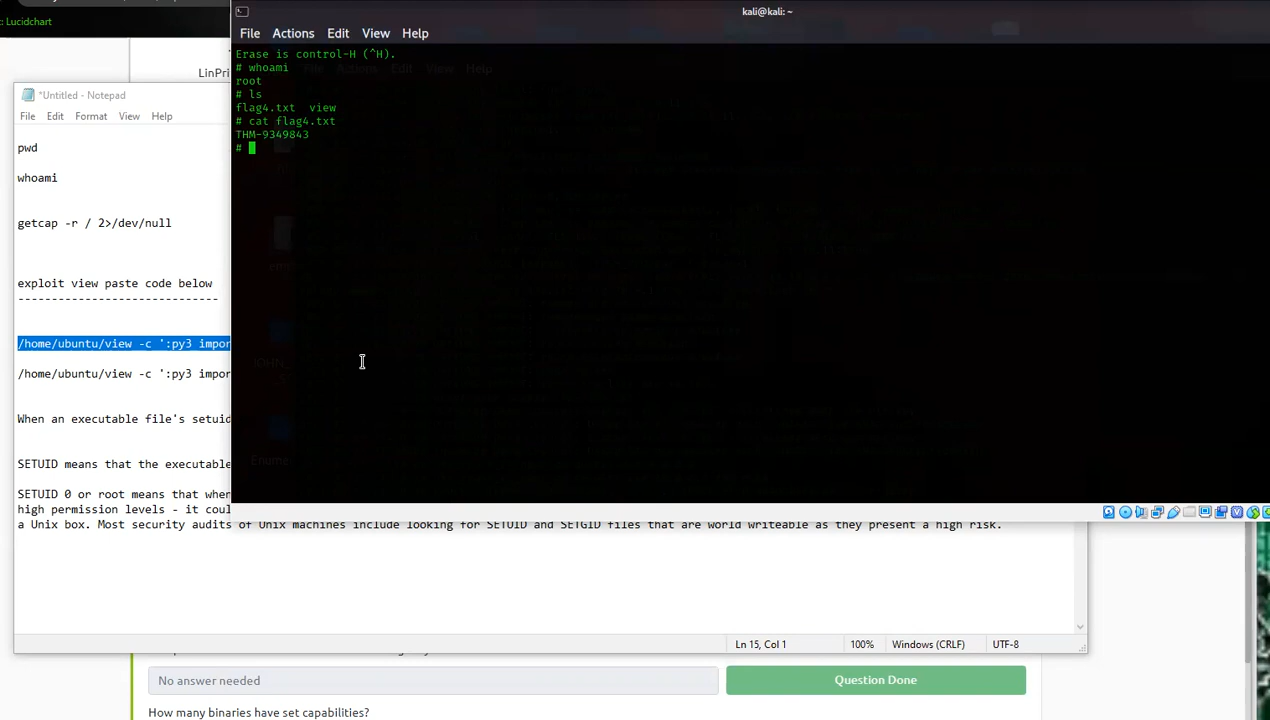 : Lucidchart
kali@kali: ~
File Actions Edit View Help
Erase is control-H (^H).
# whoami
root
# ls
flag4.txt view
# cat flag4.txt
THM-9349843
#
LinPri
*Untitled - Notepad
File Edit Format View Help
pwd
whoami
getcap -r / 2>/dev/null
exploit view paste code below
-----------------------------
/home/ubuntu/view -c ':py3 impor
/home/ubuntu/view -c ':py3 impor
When an executable file's setuid
SETUID means that the executable
SETUID 0 or root means that when
high permission levels - it coul
a Unix box. Most security audits of Unix machines include looking for SETUID and SETGID files that are world writeable as they present a high risk.
Ln 15, Col 1 100% Windows (CRLF) UTF-8
No answer needed
Question Done
How many binaries have set capabilities?